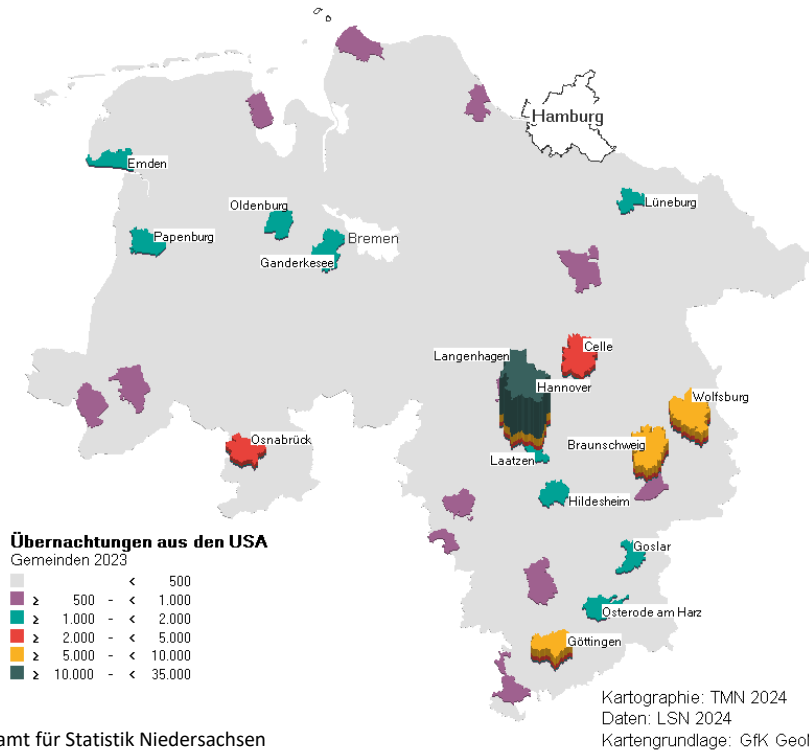 Hamburg
Emden
Oldenburg
Lüneburg
Papenburg
Bremen
Ganderkesee
Celle
Langenhagen
Hannover
Wolfsburg
Osnabrück
Braunschweig
Laatzen
Hildesheim
Übernachtungen aus den USA
Gemeinden 2023
< 500
≥ 500 - < 1.000
≥ 1.000 - < 2.000
≥ 2.000 - < 5.000
≥ 5.000 - < 10.000
≥ 10.000 - < 35.000
Goslar
Osterode am Harz
Göttingen
Kartographie: TMN 2024
Daten: LSN 2024
Kartengrundlage: GfK Geo
amt für Statistik Niedersachsen